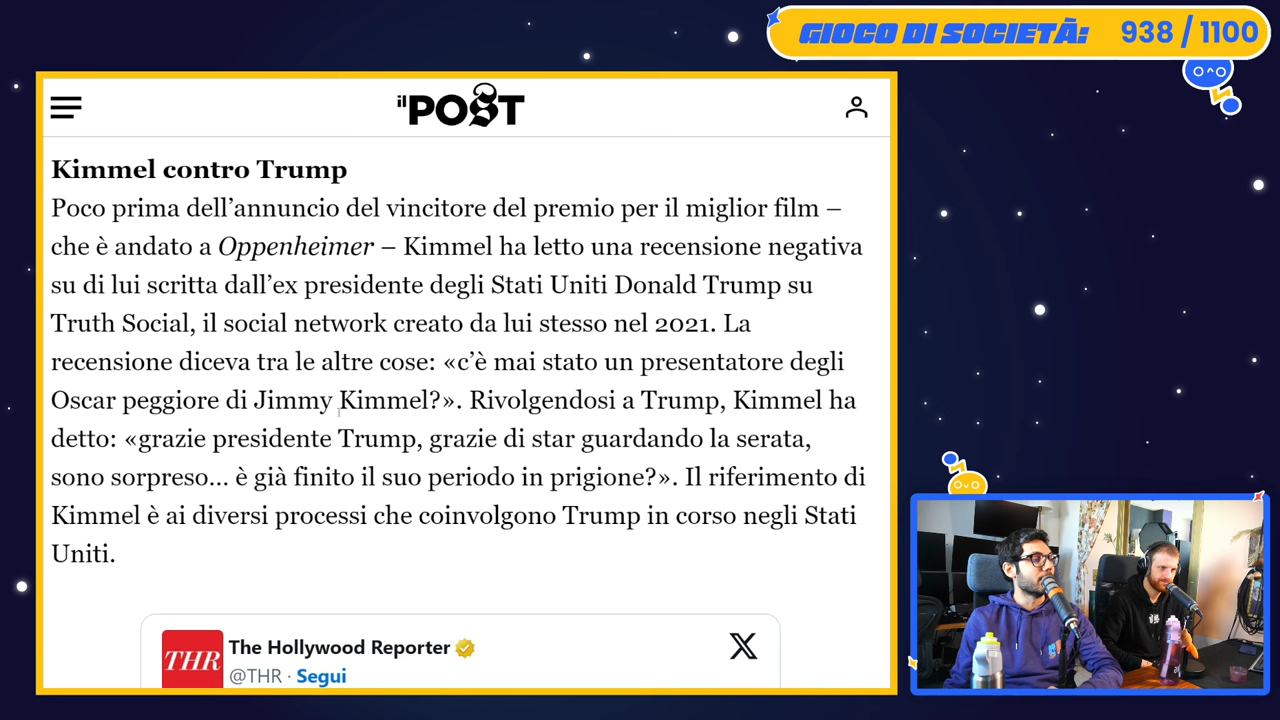 GIOCO DI SOCIETÀ: 938 / 1100
il POST
Kimmel contro Trump
Poco prima dell’annuncio del vincitore del premio per il miglior film –
che è andato a Oppenheimer – Kimmel ha letto una recensione negativa
su di lui scritta dall’ex presidente degli Stati Uniti Donald Trump su
Truth Social, il social network creato da lui stesso nel 2021. La
recensione diceva tra le altre cose: «c’è mai stato un presentatore degli
Oscar peggiore di Jimmy Kimmel?». Rivolgendosi a Trump, Kimmel ha
detto: «grazie presidente Trump, grazie di star guardando la serata,
sono sorpreso... è già finito il suo periodo in prigione?». Il riferimento di
Kimmel è ai diversi processi che coinvolgono Trump in corso negli Stati
Uniti.
THR
The Hollywood Reporter
@THR · Segui